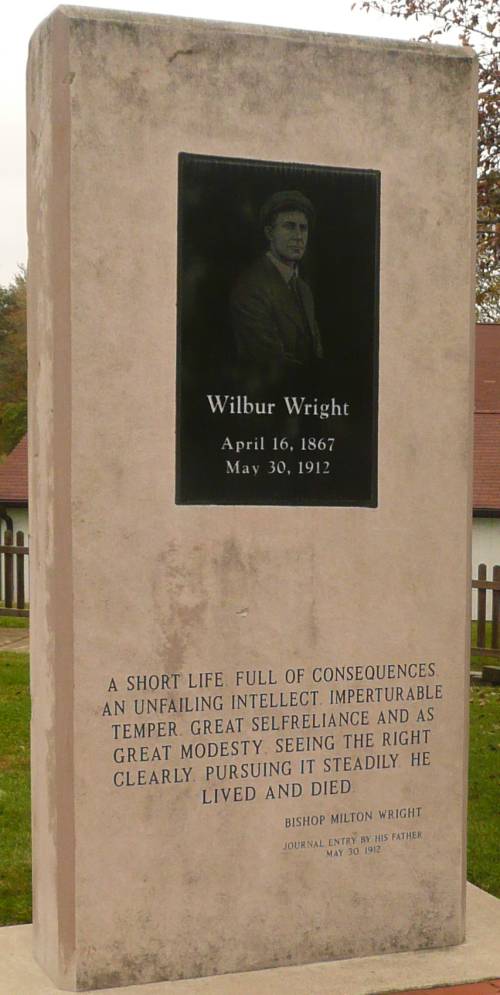 Wilbur Wright
April 16, 1867
May 30, 1912
A SHORT LIFE. FULL OF CONSEQUENCES.
AN UNFAILING INTELLECT. IMPERTURABLE
TEMPER. GREAT SELFRELIANCE AND AS
GREAT MODESTY. SEEING THE RIGHT
CLEARLY. PURSUING IT STEADILY. HE
LIVED AND DIED.
BISHOP MILTON WRIGHT
JOURNAL ENTRY BY HIS FATHER
MAY 30, 1912